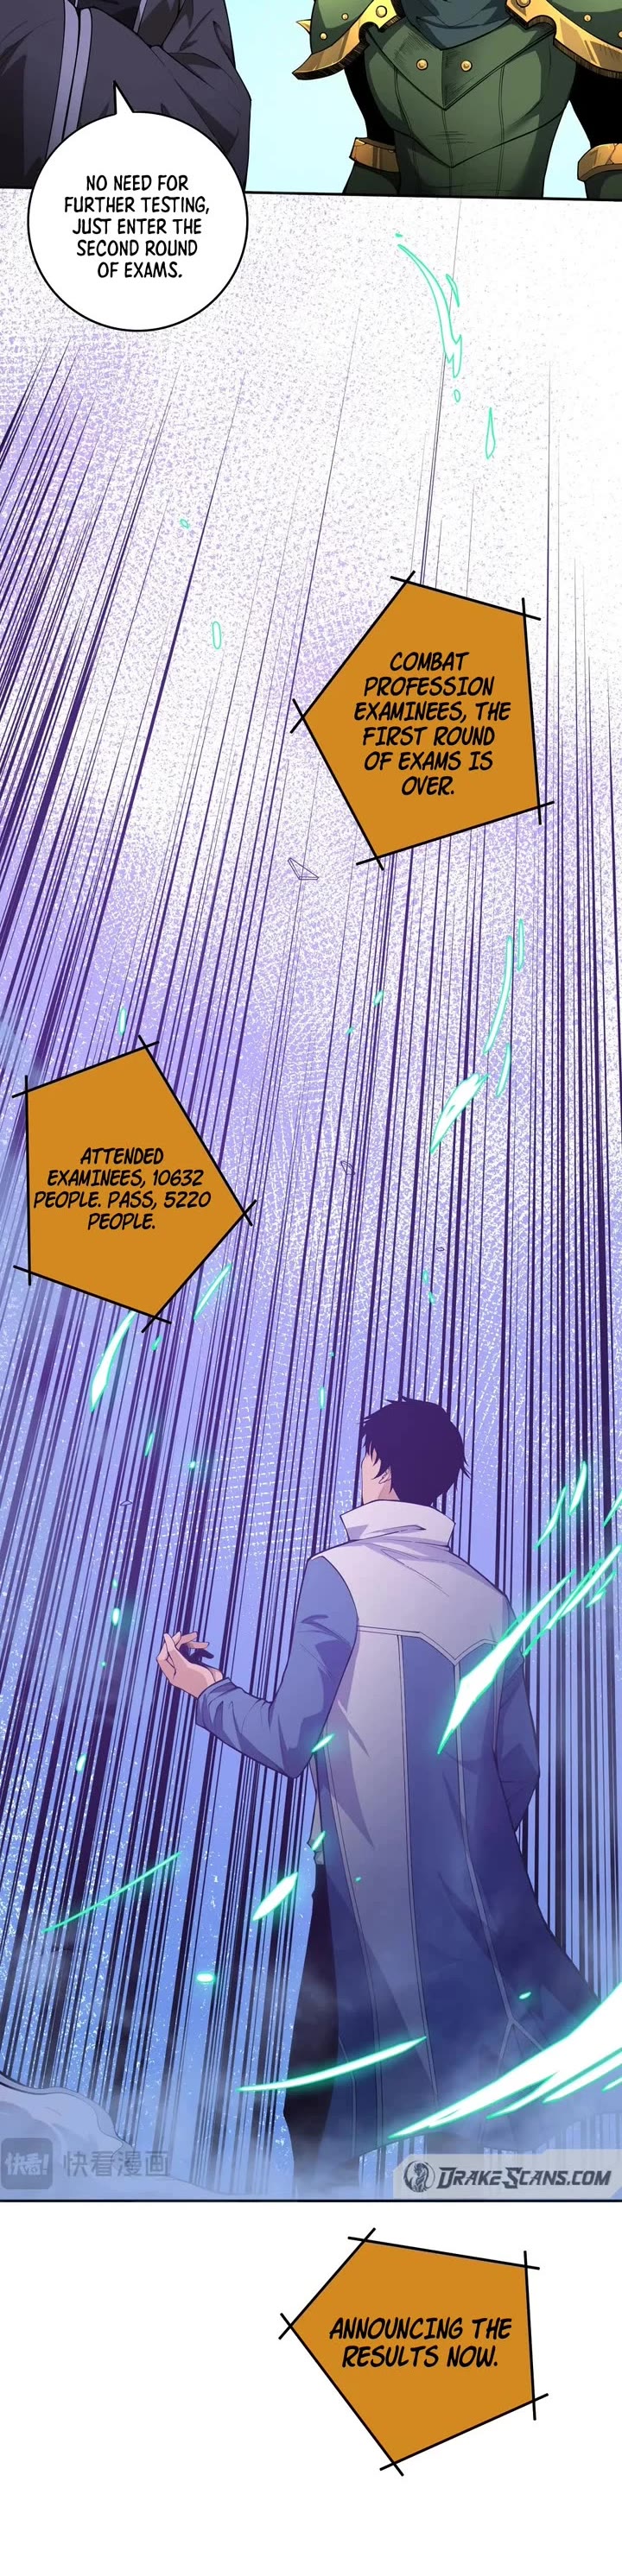 NO NEED FOR
FURTHER TESTING,
JUST ENTER THE
SECOND ROUND
OF EXAMS.
COMBAT
PROFESSION
EXAMINEES, THE
FIRST ROUND
OF EXAMS IS
OVER.
ATTENDED
EXAMINEES, 10632
PEOPLE. PASS, 5220
PEOPLE.
快看! 快看漫画
DRAKESCANS.COM
ANNOUNCING THE
RESULTS NOW.